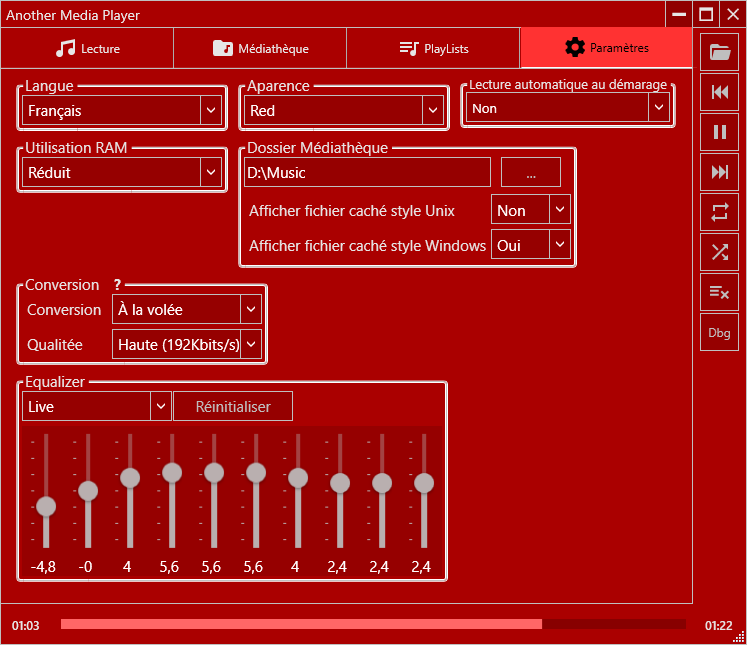 Another Media Player
Lecture Médiathèque PlayLists Paramètres
Langue
Français
Aparence
Red
Lecture automatique au démarage
Non
Utilisation RAM
Réduit
Dossier Médiathèque
D:\Music ...
Afficher fichier caché style Unix Non
Afficher fichier caché style Windows Oui
Conversion ?
Conversion À la volée
Qualitée Haute (192Kbits/s)
Equalizer
Live Réinitialiser
-4,8 -0 4 5,6 5,6 5,6 4 2,4 2,4 2,4
Dbg
01:03 01:22